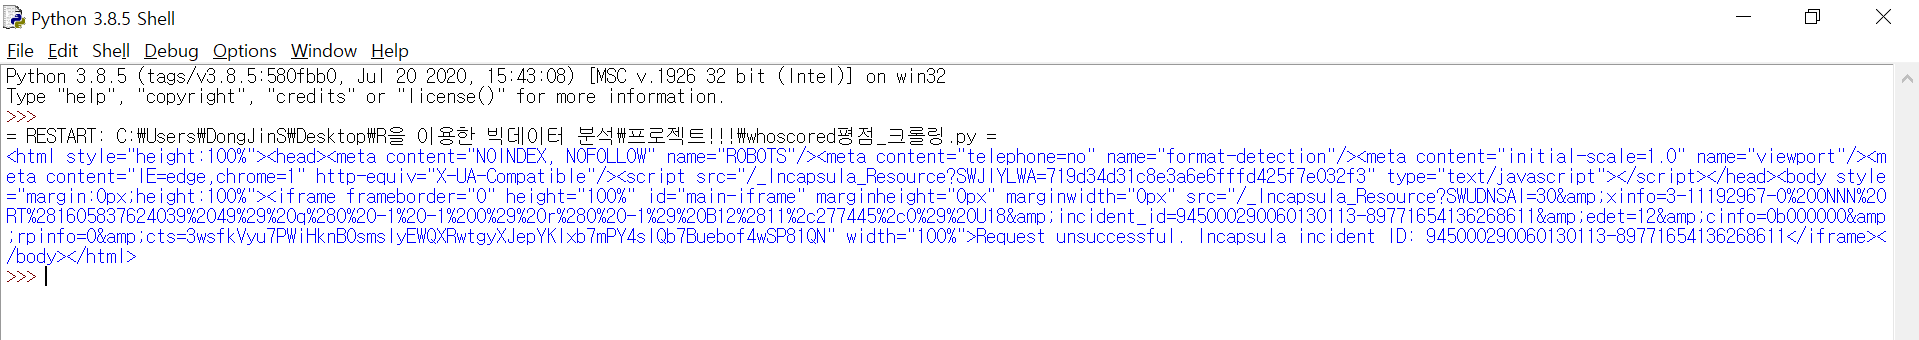 Python 3.8.5 Shell
File Edit Shell Debug Options Window Help
Python 3.8.5 (tags/v3.8.5:580fbb0, Jul 20 2020, 15:43:08) [MSC v.1926 32 bit (Intel)] on win32
Type "help", "copyright", "credits" or "license()" for more information.
>>>
= RESTART: C:₩Users₩DongJinS₩Desktop₩R을 이용한 빅데이터 분석₩프로젝트!!!₩whoscored평점_크롤링.py =
<html style="height:100%"><head><meta content="NOINDEX, NOFOLLOW" name="ROBOTS"/><meta content="telephone=no" name="format-detection"/><meta content="initial-scale=1.0" name="viewport"/><m
eta content="IE=edge,chrome=1" http-equiv="X-UA-Compatible"/><script src="/_Incapsula_Resource?SWJIYLWA=719d34d31c8e3a6e6fffd425f7e032f3" type="text/javascript"></script></head><body style
="margin:0px;height:100%"><iframe frameborder="0" height="100%" id="main-iframe" marginheight="0px" marginwidth="0px" src="/_Incapsula_Resource?SWUDNSAI=30&amp;xinfo=3-11192967-0%200NNN%20
RT%281605837624039%2049%29%20q%280%20-1%20-1%200%29%20r%280%20-1%29%20B12%2811%2c277445%2c0%29%20U18&amp;incident_id=945000290060130113-89771654136268611&amp;edet=12&amp;cinfo=0b000000&amp
;rpinfo=0&amp;cts=3wsfkVyu7PWiHknBOsmslyEWQXRwtgyXJepYKIxb7mPY4slQb7Buebof4wSP81QN" width="100%">Request unsuccessful. Incapsula incident ID: 945000290060130113-89771654136268611</iframe><
/body></html>
>>>